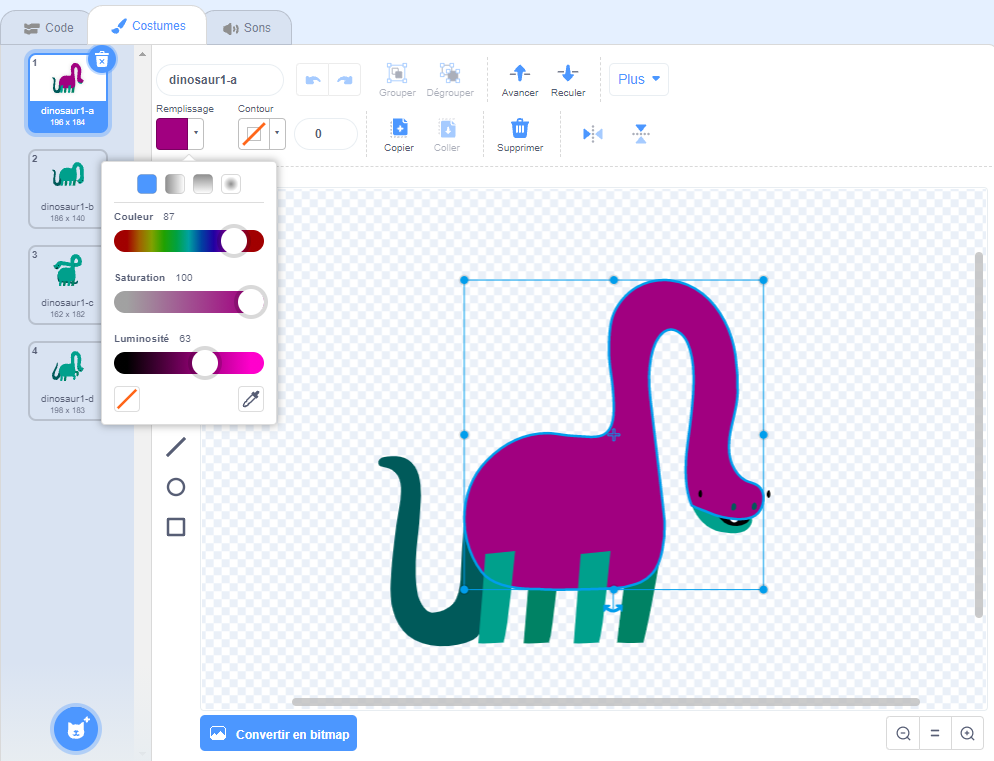 Code
Costumes
Sons
1
dinosaur1-a
196 x 184
2
dinosaur1-b
186 x 140
3
dinosaur1-c
162 x 182
4
dinosaur1-d
198 x 183
dinosaur1-a
Grouper
Dégrouper
Avancer
Reculer
Plus
Remplissage
Contour
0
Copier
Coller
Supprimer
Couleur 87
Saturation 100
Luminosité 63
Convertir en bitmap